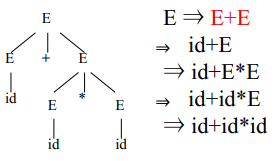 E
E + E
id E * E
id id
E ⇒ E+E
⇒ id+E
⇒ id+E*E
⇒ id+id*E
⇒ id+id*id